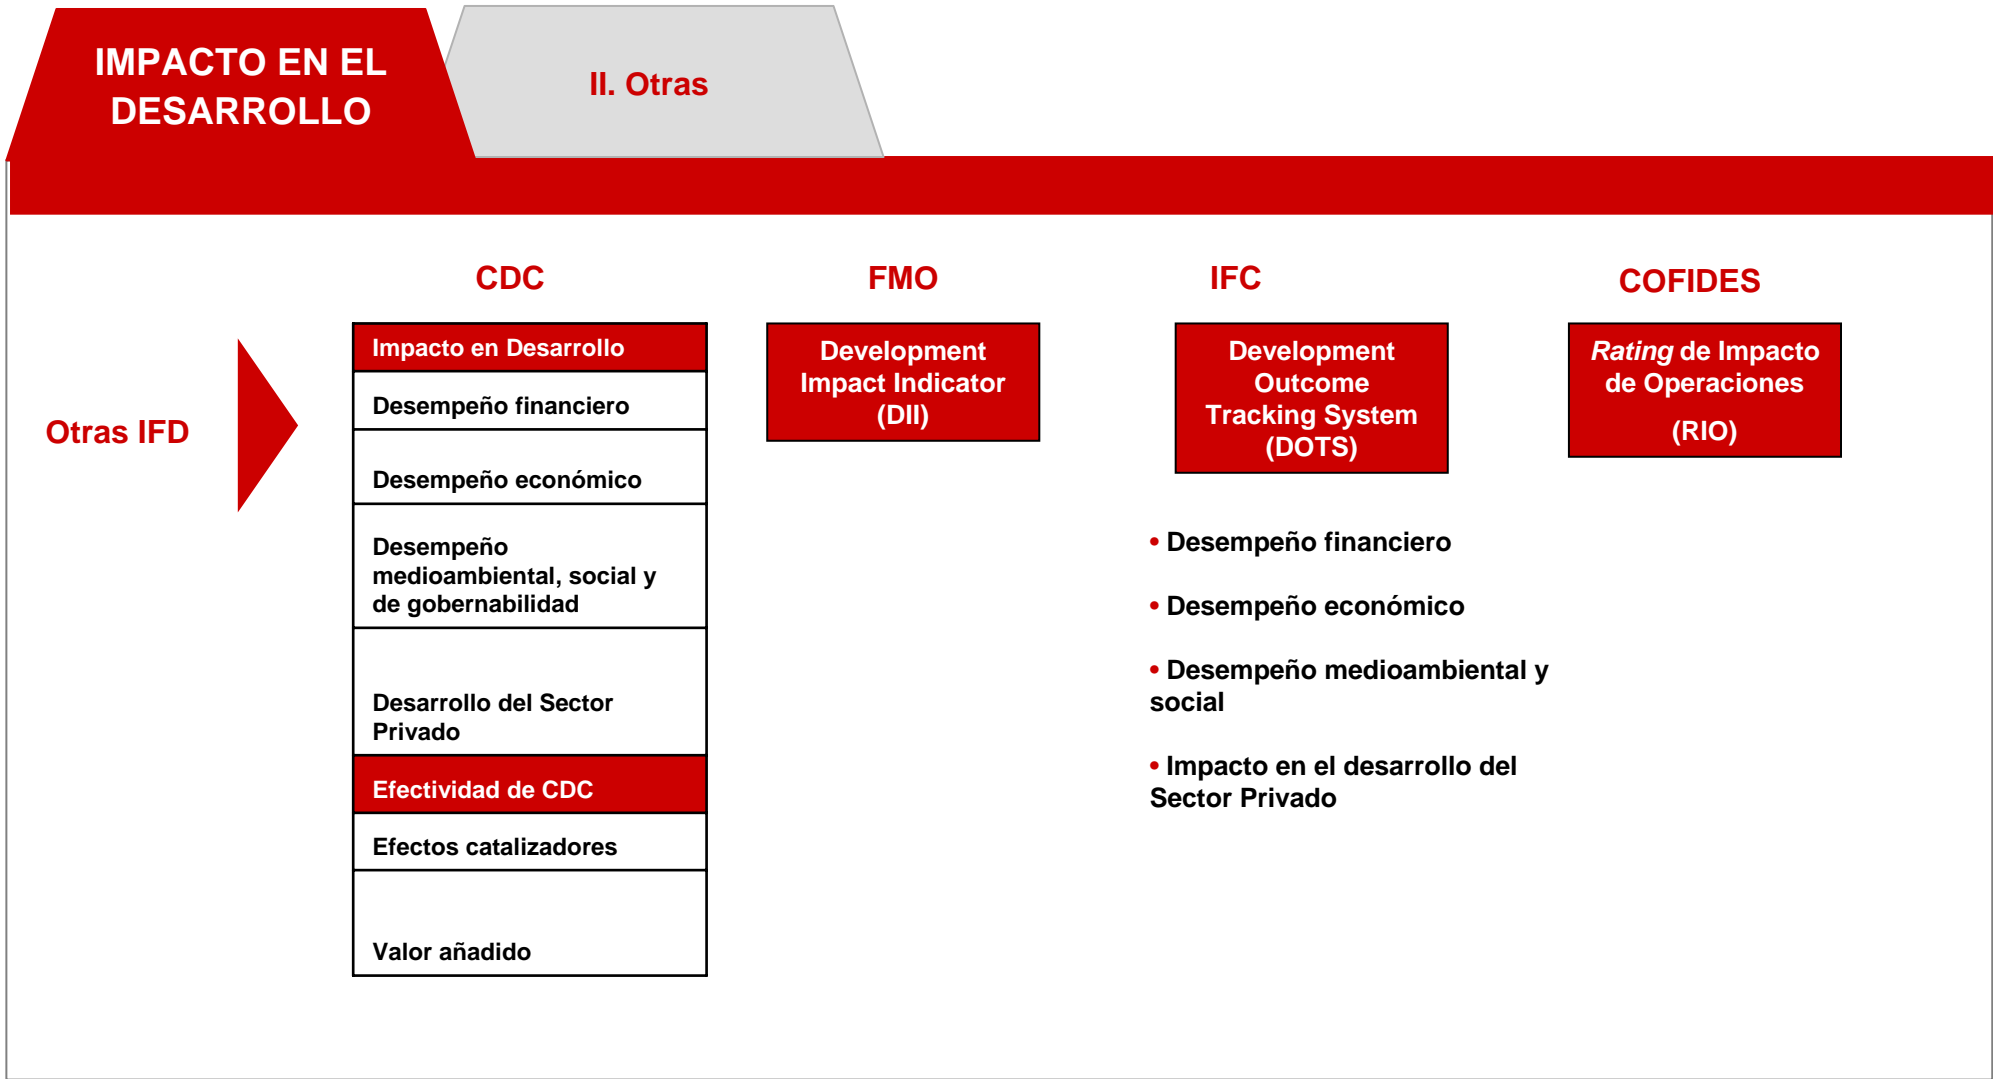 IMPACTO EN EL
DESARROLLO
II. Otras
Otras IFD
CDC
Impacto en Desarrollo
Desempeño financiero
Desempeño económico
Desempeño
medioambiental, social y
de gobernabilidad
Desarrollo del Sector
Privado
Efectividad de CDC
Efectos catalizadores
Valor añadido
FMO
Development
Impact Indicator
(DII)
IFC
Development
Outcome
Tracking System
(DOTS)
• Desempeño financiero
• Desempeño económico
• Desempeño medioambiental y
social
• Impacto en el desarrollo del
Sector Privado
COFIDES
Rating de Impacto
de Operaciones
(RIO)